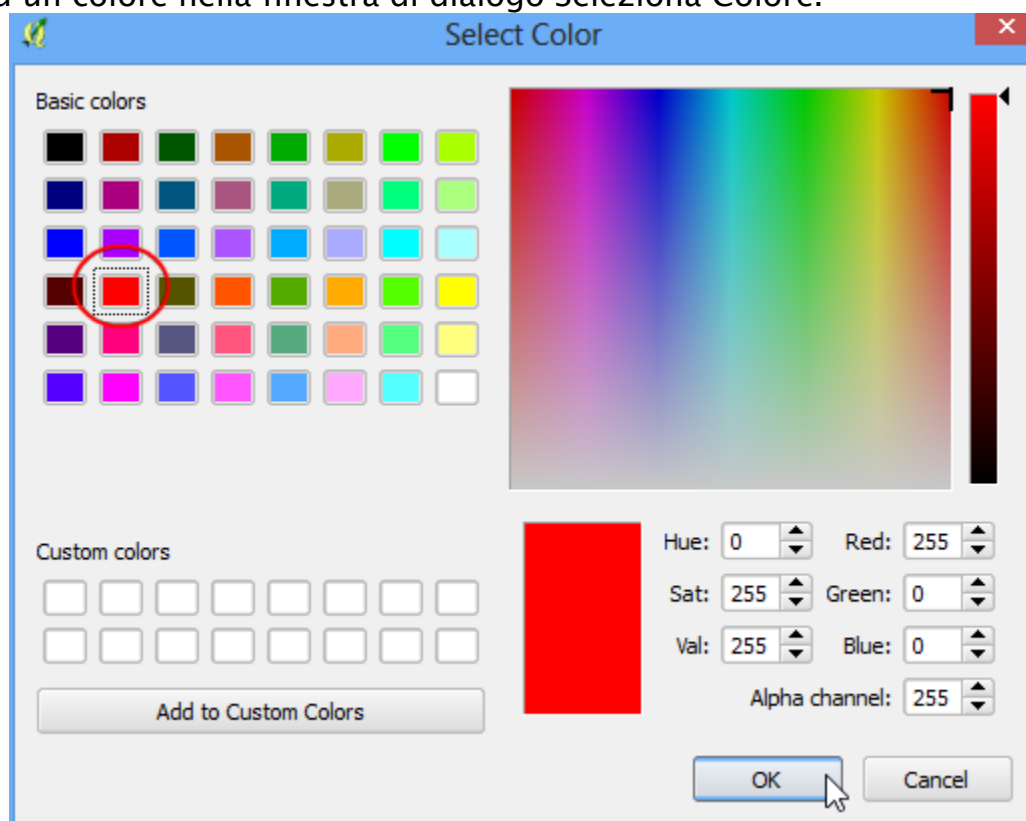 un colore nella finestra di dialogo Seleziona Colore.
Select Color
Basic colors
Custom colors
Add to Custom Colors
Hue: 0 Red: 255
Sat: 255 Green: 0
Val: 255 Blue: 0
Alpha channel: 255
OK Cancel